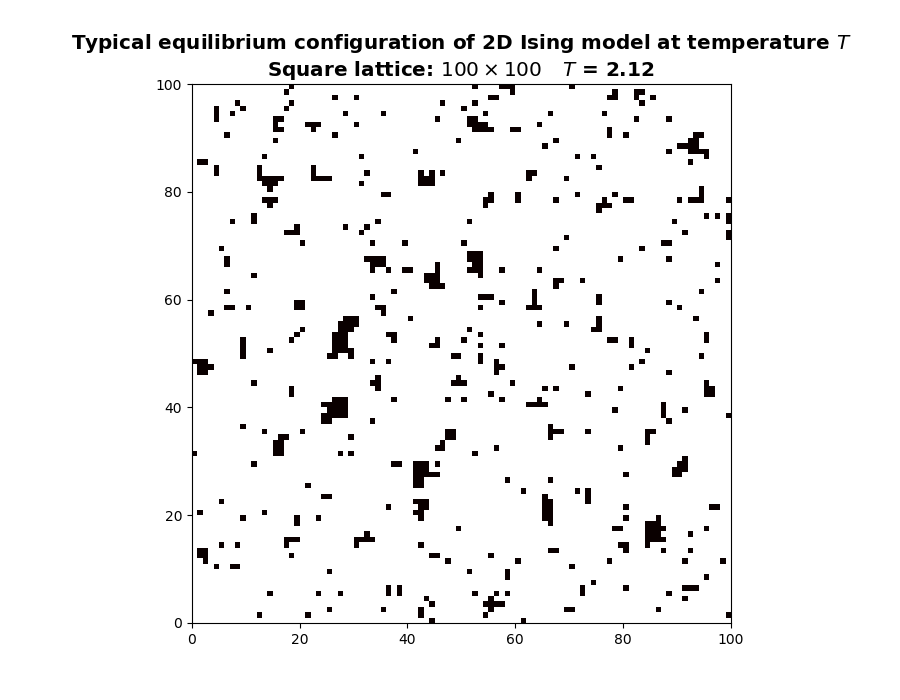 Typical equilibrium configuration of 2D Ising model at temperature T
Square lattice: 100 × 100 T = 2.12
100
80
60
40
20
0
0 20 40 60 80 100